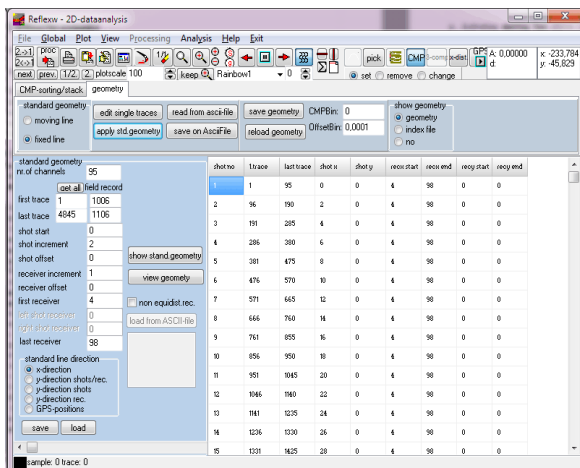 Reflexw - 2D-dataanalysis
File Global Plot View Processing Analysis Help Exit
2->1 proc pick CMP x-dist. GPS A: 0,00000 x: -233,784
2<->1 d: y: -45,829
next prev. 1/2 2 plotscale 100 keep Rainbow1 0 set remove change
CMP-sorting/stack geometry
standard geometry edit single traces read from ascii-file save geometry CMPBin: 0 show geometry
moving line geometry
fixed line apply std.geometry save on AsciiFile reload geometry OffsetBin: 0,0001 index file
no
standard geometry
nr.of channels 95
get all field record
first trace 1 1006
last trace 4845 1106
shot start 0
shot increment 2
shot offset 0 show stand.geometry
receiver increment 1
receiver offset 0 view geomety
first receiver 4 non equidist.rec.
left shot receiver 0 load from ASCII-file
right shot receiver 0
last receiver 98
standard line direction
x-direction
y-direction shots/rec.
y-direction shots
y-direction rec.
GPS-positions
save load
shot no 1.trace last trace shot x shot y recx start recx end recy start recy end
1 1 95 0 0 4 98 0 0
2 96 190 2 0 4 98 0 0
3 191 285 4 0 4 98 0 0
4 286 380 6 0 4 98 0 0
5 381 475 8 0 4 98 0 0
6 476 570 10 0 4 98 0 0
7 571 665 12 0 4 98 0 0
8 666 760 14 0 4 98 0 0
9 761 855 16 0 4 98 0 0
10 856 950 18 0 4 98 0 0
11 951 1045 20 0 4 98 0 0
12 1046 1140 22 0 4 98 0 0
13 1141 1235 24 0 4 98 0 0
14 1236 1330 26 0 4 98 0 0
15 1331 1425 28 0 4 98 0 0
sample: 0 trace: 0